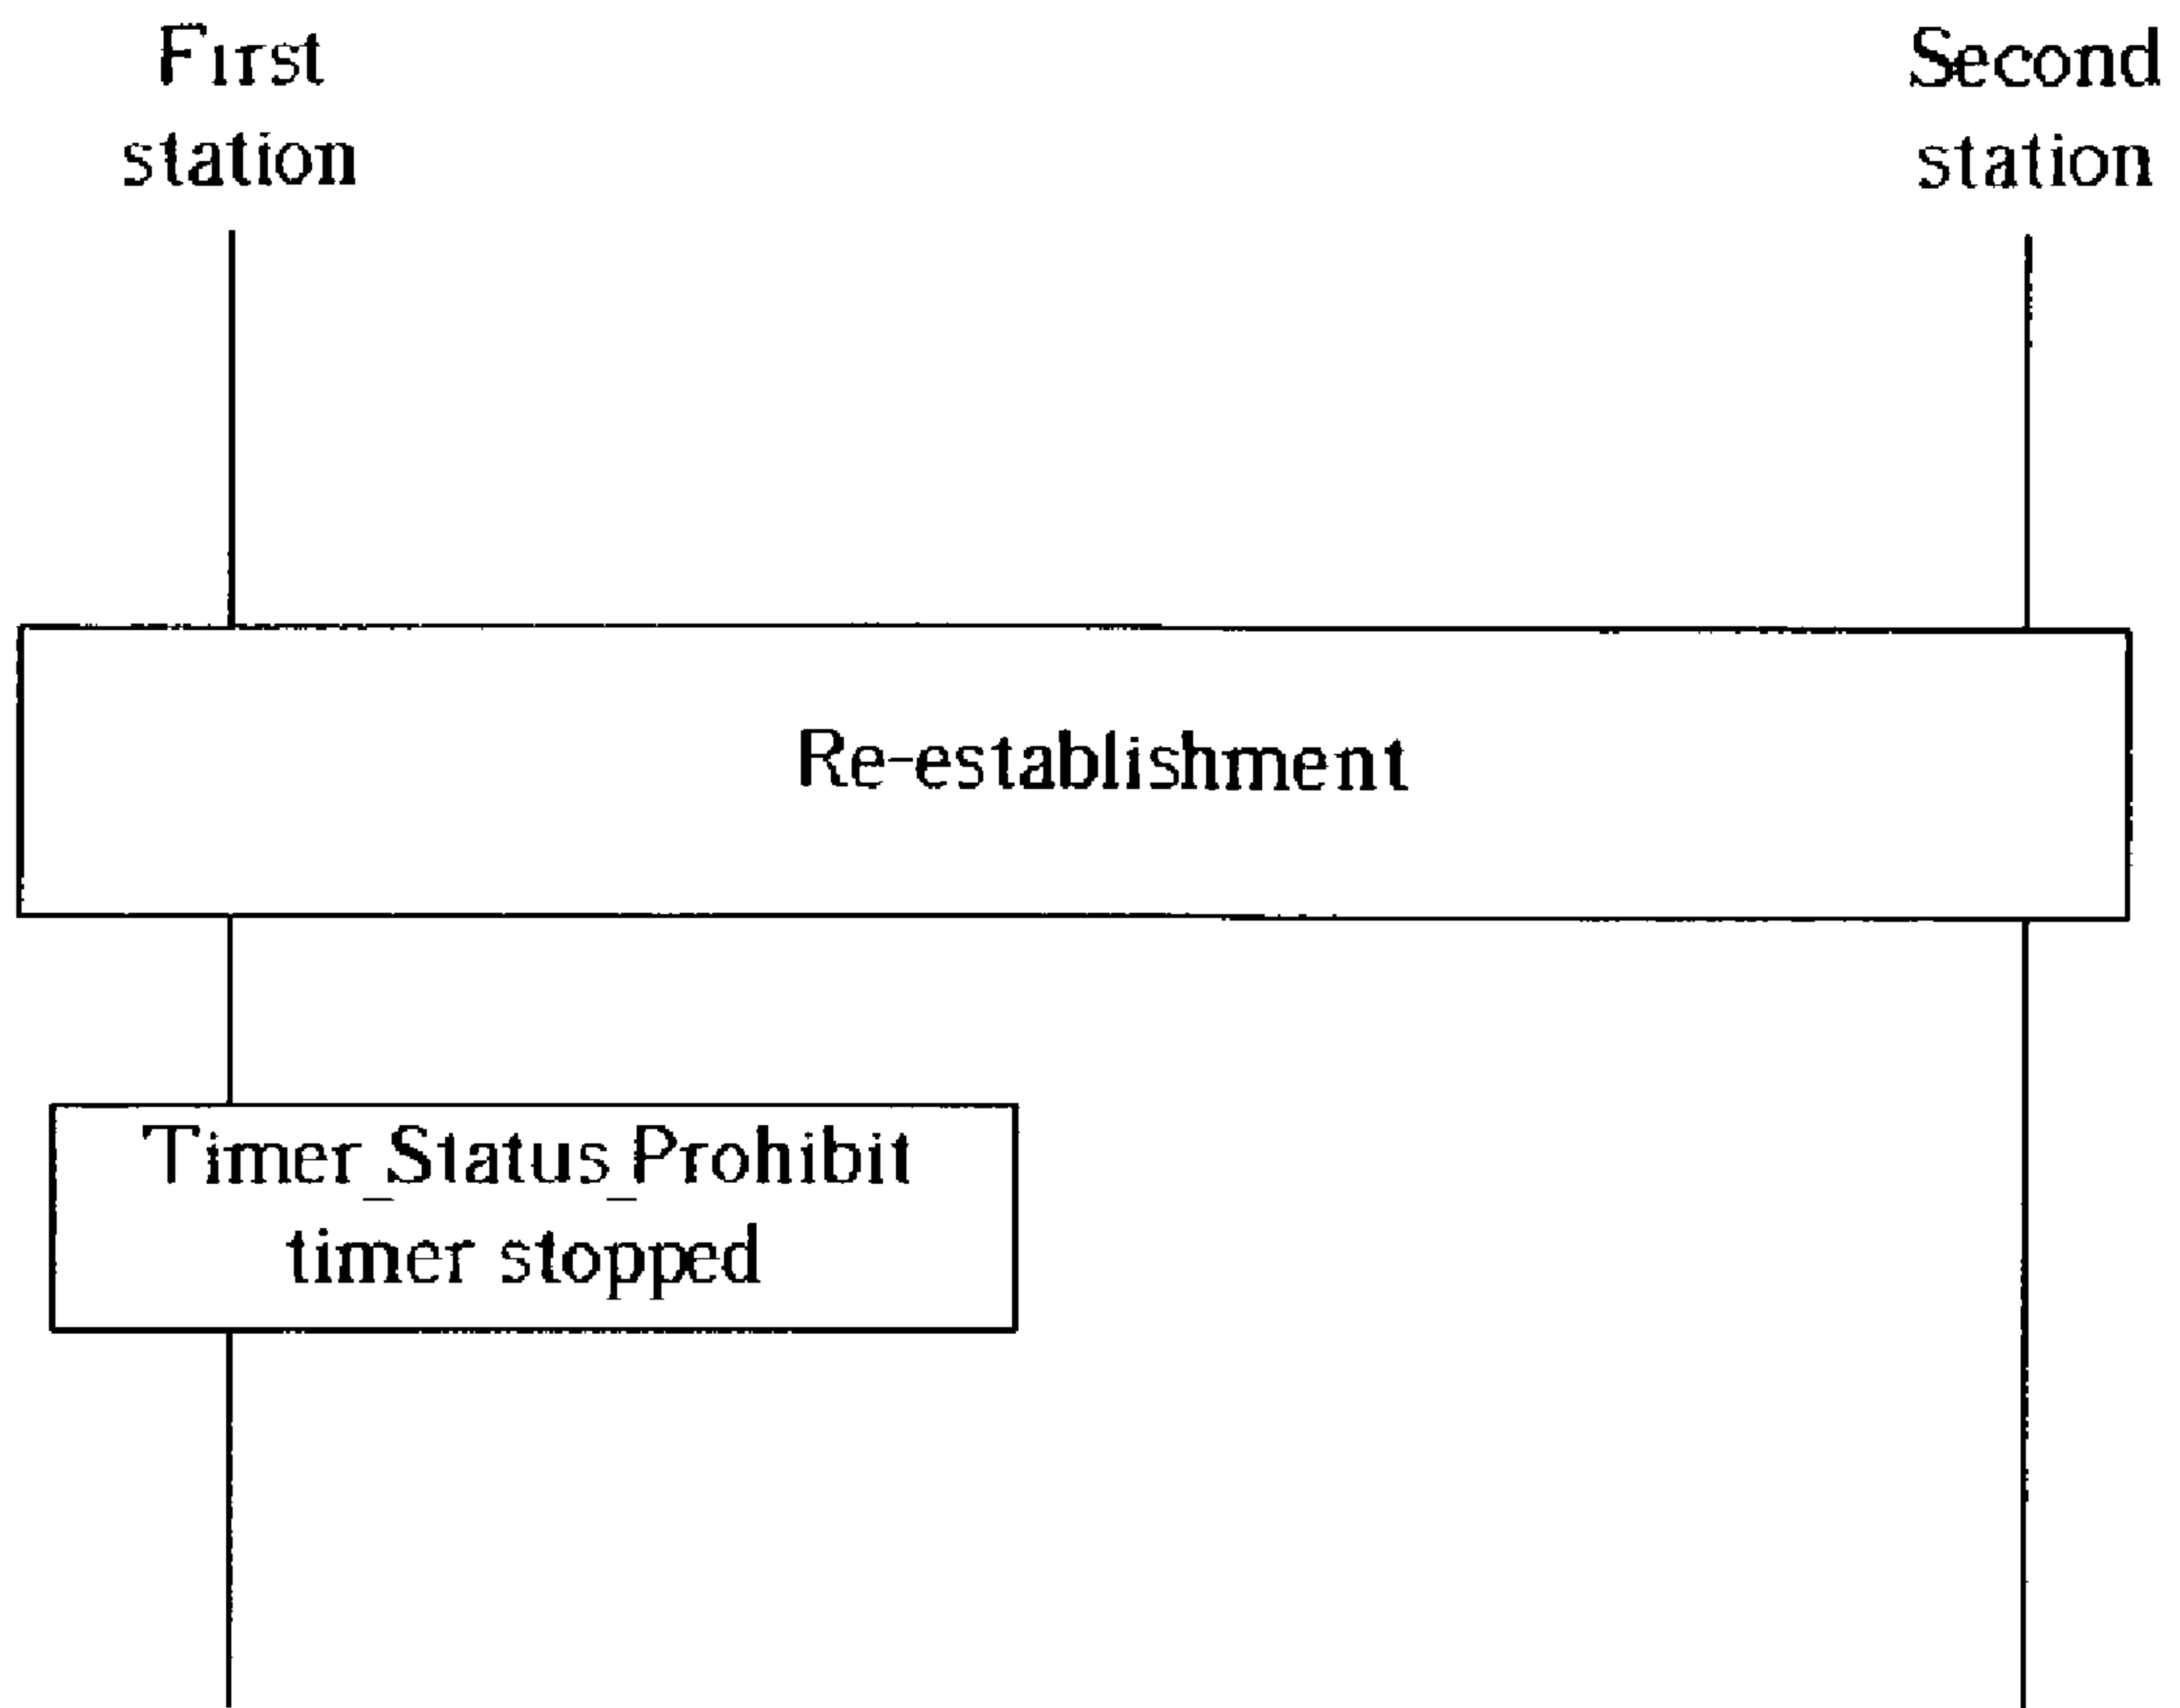 First
station
Second
station
Re-establishment
Timer_Status_Prohibit
timer stopped